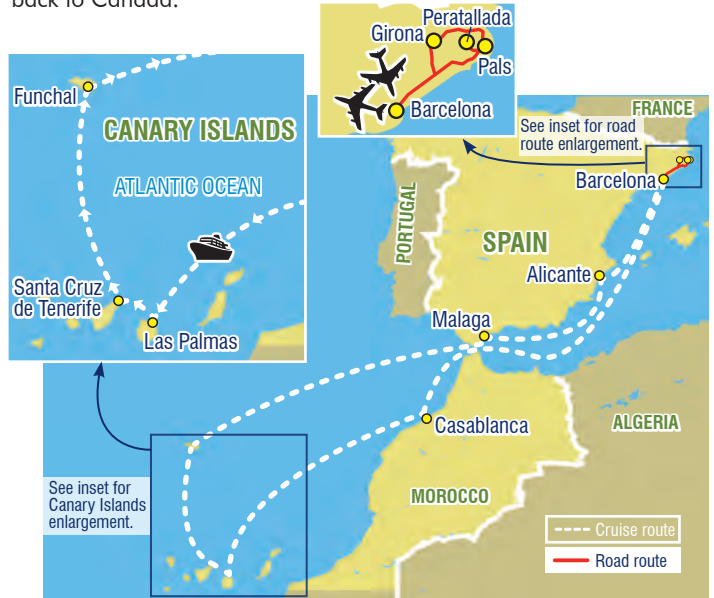 back to Canada.
Peratallada
Girona
Pals
Barcelona
Funchal
CANARY ISLANDS
ATLANTIC OCEAN
Santa Cruz
de Tenerife
Las Palmas
FRANCE
See inset for road
route enlargement.
Barcelona
PORTUGAL
SPAIN
Alicante
Malaga
Casablanca
ALGERIA
MOROCCO
See inset for
Canary Islands
enlargement.
Cruise route
Road route